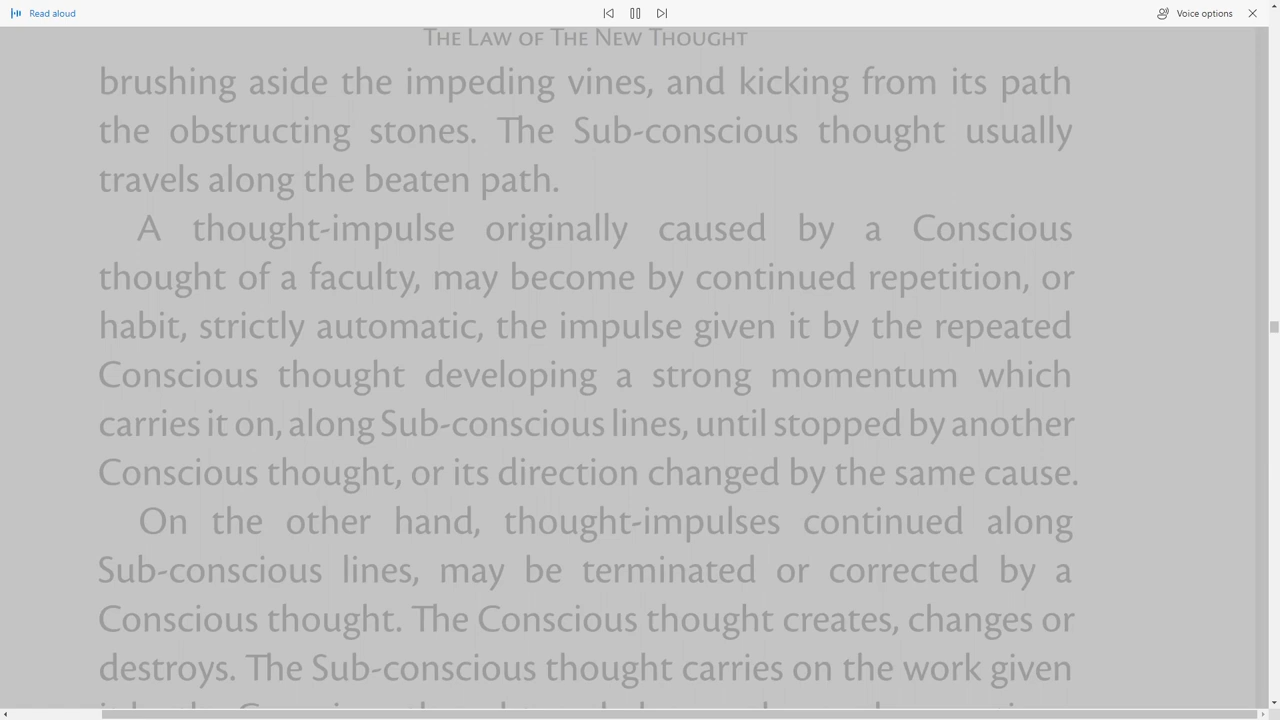 Read aloud
Voice options
The Law of The New Thought
brushing aside the impeding vines, and kicking from its path
the obstructing stones. The Sub-conscious thought usually
travels along the beaten path.
A thought-impulse originally caused by a Conscious
thought of a faculty, may become by continued repetition, or
habit, strictly automatic, the impulse given it by the repeated
Conscious thought developing a strong momentum which
carries it on, along Sub-conscious lines, until stopped by another
Conscious thought, or its direction changed by the same cause.
On the other hand, thought-impulses continued along
Sub-conscious lines, may be terminated or corrected by a
Conscious thought. The Conscious thought creates, changes or
destroys. The Sub-conscious thought carries on the work given